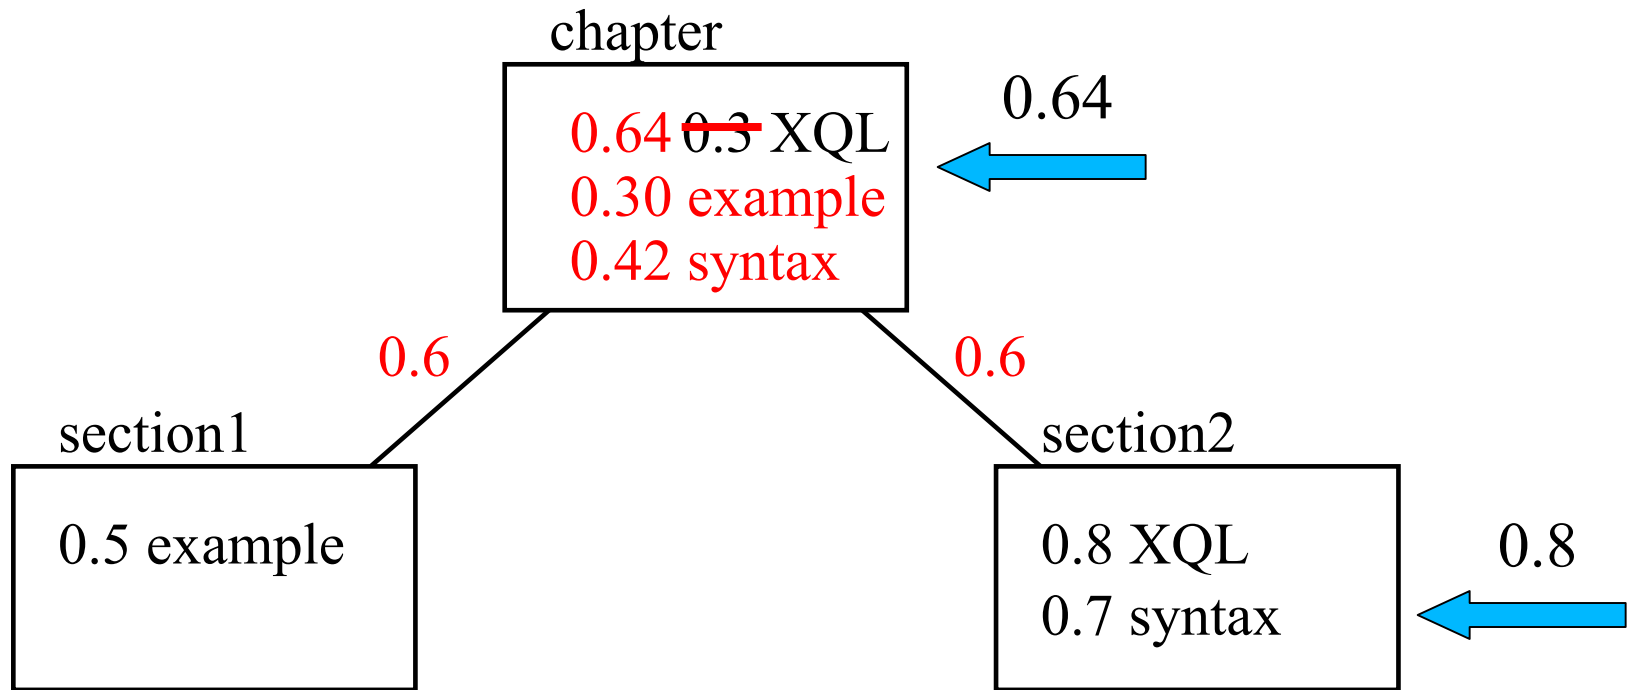 chapter
0.64 0.3 XQL
0.30 example
0.42 syntax
0.64
0.6
0.6
section1
0.5 example
section2
0.8 XQL
0.7 syntax
0.8